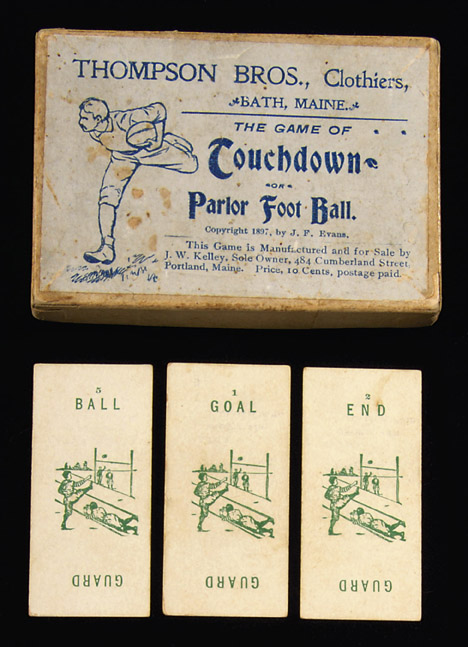 THOMPSON BROS., Clothiers,
BATH, MAINE.
THE GAME OF
Touchdown
OR
Parlor Foot Ball.
Copyright 1897, by J. F. Evans.
This Game is Manufactured and for Sale by
J. W. Kelley, Sole Owner, 484 Cumberland Street
Portland, Maine. Price, 10 Cents, postage paid.
5
BALL
GUARD
1
GOAL
GUARD
2
END
GUARD